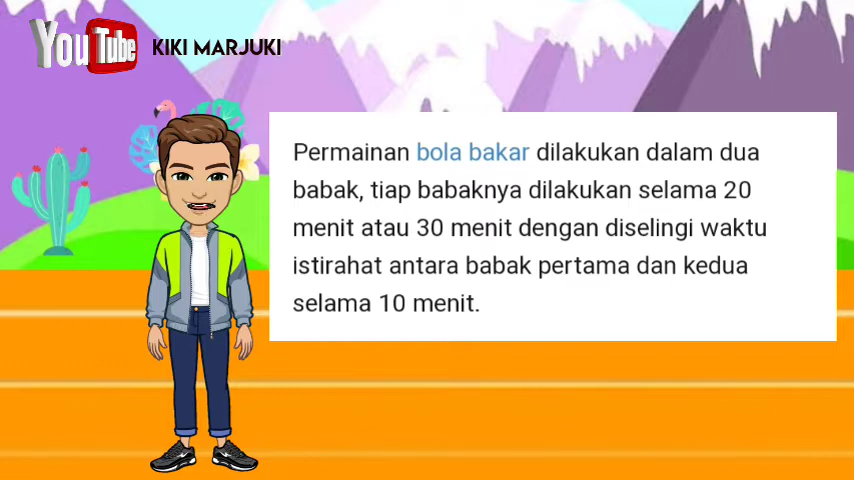 YouTube KIKI MARJUKI
Permainan bola bakar dilakukan dalam dua
babak, tiap babaknya dilakukan selama 20
menit atau 30 menit dengan diselingi waktu
istirahat antara babak pertama dan kedua
selama 10 menit.